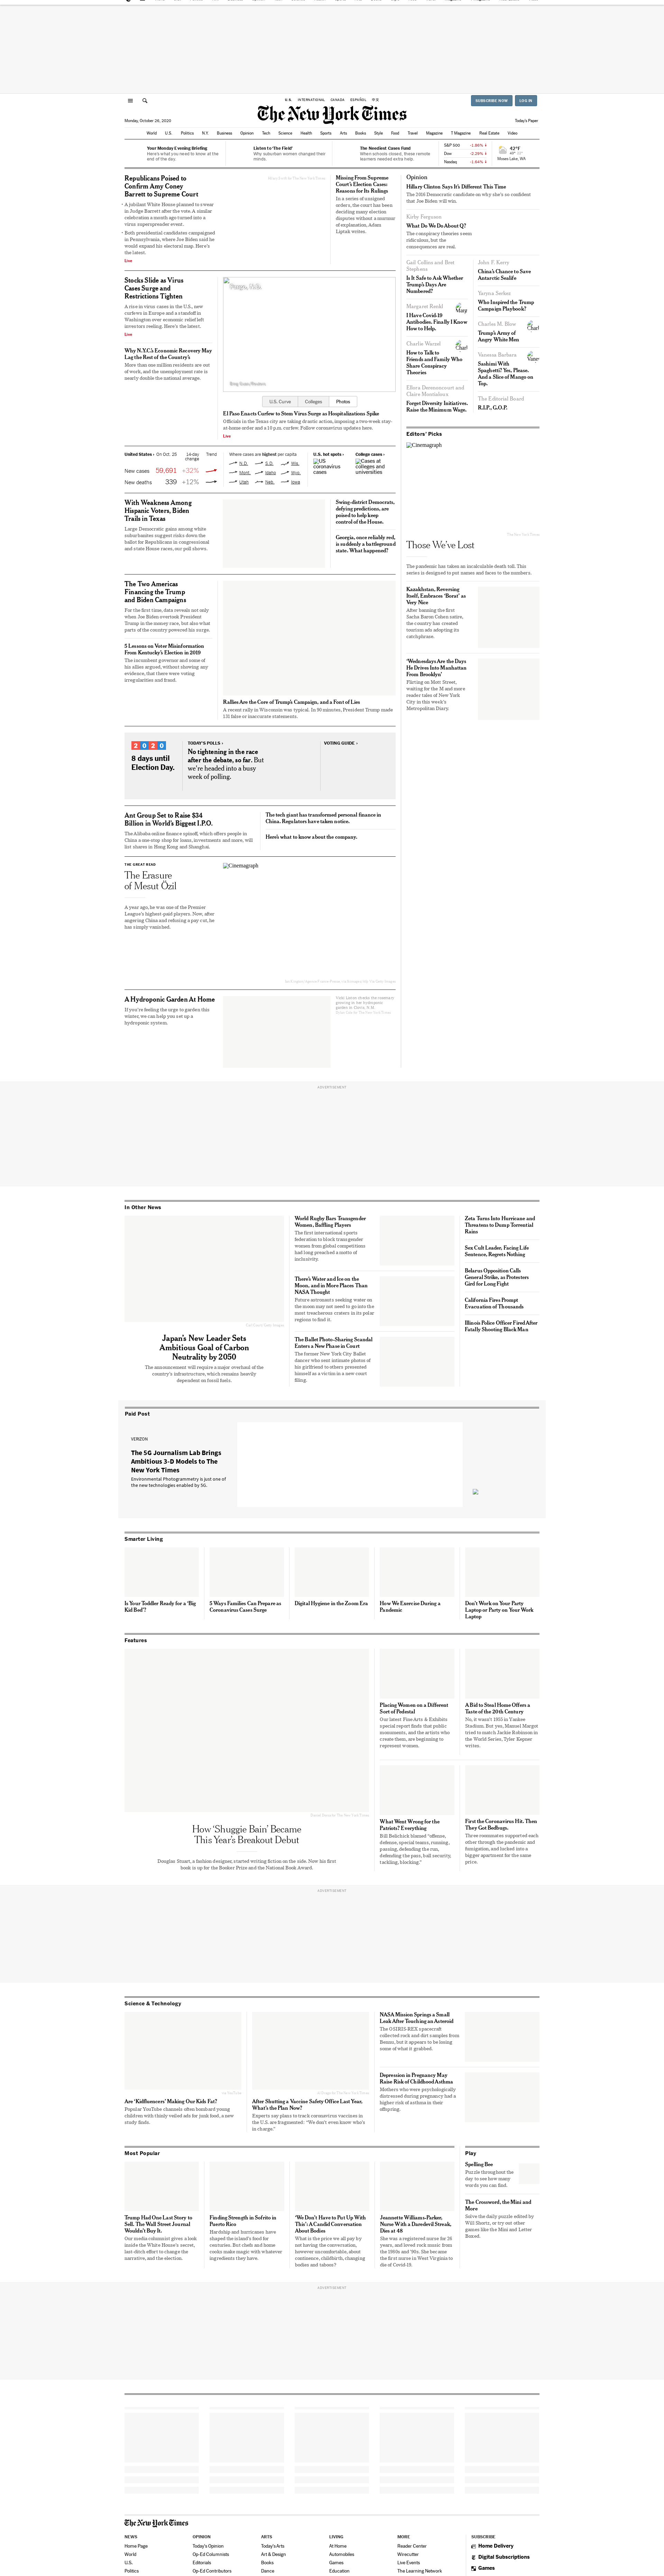 U.S.
INTERNATIONAL
CANADA
ESPAÑOL
中文
SUBSCRIBE NOW
LOG IN
The New York Times
Monday, October 26, 2020
Today's Paper
World
U.S.
Politics
N.Y.
Business
Opinion
Tech
Science
Health
Sports
Arts
Books
Style
Food
Travel
Magazine
T Magazine
Real Estate
Video
Your Monday Evening Briefing
Here's what you need to know at the
end of the day.
Listen to 'The Field'
Why suburban women changed their
minds.
The Neediest Cases Fund
When schools closed, these remote
learners needed extra help.
S&P 500
Dow
Nasdaq
42°F
Moses Lake, WA
Republicans Poised to
Confirm Amy Coney
Barrett to Supreme Court
A jubilant White House planned to swear
in Judge Barrett after the vote. A similar
celebration a month ago turned into a
virus superspreader event.
Both presidential candidates campaigned
in Pennsylvania, where Joe Biden said he
would expand his electoral map. Here's
the latest.
Live
Missing From Supreme
Court's Election Cases:
Reasons for Its Rulings
In a series of unsigned
orders, the court has been
deciding many election
disputes without a murmur
of explanation, Adam
Liptak writes.
Stocks Slide as Virus
Cases Surge and
Restrictions Tighten
A rise in virus cases in the U.S., new
curfews in Europe and a standoff in
Washington over economic relief left
investors reeling. Here's the latest.
Live
Why N.Y.C.'s Economic Recovery May
Lag the Rest of the Country's
More than one million residents are out
of work, and the unemployment rate is
nearly double the national average.
Fargo, N.D.
U.S. Curve
Colleges
Photos
El Paso Enacts Curfew to Stem Virus Surge as Hospitalizations Spike
Officials in the Texas city are taking drastic action, imposing a two-week stay-
at-home order and a 10 p.m. curfew. Follow coronavirus updates here.
Live
United States › On Oct. 25
14-day
change
Trend
New cases 59,691 +32%
New deaths 339 +12%
Where cases are highest per capita
N.D.
S.D.
Wis.
Mont.
Idaho
Wyo.
Utah
Neb.
Iowa
U.S. hot spots ›
US
coronavirus
cases
College cases ›
Cases at
colleges and
universities
With Weakness Among
Hispanic Voters, Biden
Trails in Texas
Large Democratic gains among white
suburbanites suggest risks down the
ballot for Republicans in congressional
and state House races, our poll shows.
Swing-district Democrats,
defying predictions, are
poised to help keep
control of the House.
Georgia, once reliably red,
is suddenly a battleground
state. What happened?
The Two Americas
Financing the Trump
and Biden Campaigns
For the first time, data reveals not only
when Joe Biden overtook President
Trump in the money race, but also what
parts of the country powered his surge.
5 Lessons on Voter Misinformation
From Kentucky's Election in 2019
The incumbent governor and some of
his allies argued, without showing any
evidence, that there were voting
irregularities and fraud.
Rallies Are the Core of Trump's Campaign, and a Font of Lies
A recent rally in Wisconsin was typical. In 90 minutes, President Trump made
131 false or inaccurate statements.
2020
8 days until
Election Day.
TODAY'S POLLS ›
No tightening in the race
after the debate, so far. But
we're headed into a busy
week of polling.
VOTING GUIDE ›
Ant Group Set to Raise $34
Billion in World's Biggest I.P.O.
The Alibaba online finance spinoff, which offers people in
China a one-stop shop for loans, investments and more, will
list shares in Hong Kong and Shanghai.
The tech giant has transformed personal finance in
China. Regulators have taken notice.
Here's what to know about the company.
THE GREAT READ
The Erasure
of Mesut Özil
A year ago, he was one of the Premier
League's highest-paid players. Now, after
angering China and refusing a pay cut, he
has simply vanished.
Cinemagraph
A Hydroponic Garden At Home
If you're feeling the urge to garden this
winter, we can help you set up a
hydroponic system.
Opinion
Hillary Clinton Says It's Different This Time
The 2016 Democratic candidate on why she's so confident
that Joe Biden will win.
Kirby Ferguson
What Do We Do About Q?
The conspiracy theories seem
ridiculous, but the
consequences are real.
Gail Collins and Bret
Stephens
Is It Safe to Ask Whether
Trump's Days Are
Numbered?
Margaret Renkl
I Have Covid-19
Antibodies. Finally I Know
How to Help.
Charlie Warzel
How to Talk to
Friends and Family Who
Share Conspiracy
Theories
Ellora Derenoncourt and
Claire Montialoux
Forget Diversity Initiatives.
Raise the Minimum Wage.
John F. Kerry
China's Chance to Save
Antarctic Sealife
Taryma Serber
Who Inspired the Trump
Campaign Playbook?
Charles M. Blow
Trump's Army of
Angry White Men
Vanessa Barbara
Sashimi With
Spaghetti? Yes, Please.
And a Slice of Mango on
Top.
The Editorial Board
R.I.P., G.O.P.
Editors' Picks
Cinemagraph
The New York Times
Those We've Lost
The pandemic has taken an incalculable death toll. This
series is designed to put names and faces to the numbers.
Kazakhstan, Reversing
Itself, Embraces 'Borat' as
Very Nice
After banning the first
Sacha Baron Cohen satire,
the country has created
tourism ads adopting its
catchphrase.
'Wednesdays Are the Days
He Drives Into Manhattan
From Brooklyn'
Flirting on Mott Street,
waiting for the M and more
reader tales of New York
City in this week's
Metropolitan Diary.
ADVERTISEMENT
In Other News
Japan's New Leader Sets
Ambitious Goal of Carbon
Neutrality by 2050
The announcement will require a major overhaul of the
country's infrastructure, which remains heavily
dependent on fossil fuels.
World Rugby Bars Transgender
Women, Baffling Players
The first international sports
federation to block transgender
women from global competitions
had long preached a motto of
inclusivity.
There's Water and Ice on the
Moon, and in More Places Than
NASA Thought
Future astronauts seeking water on
the moon may not need to go into the
most treacherous craters in its polar
regions to find it.
The Ballet Photo-Sharing Scandal
Enters a New Phase in Court
The former New York City Ballet
dancer who sent intimate photos of
his girlfriend to others presented
himself as a victim in a new court
filing.
Zeta Turns Into Hurricane and
Threatens to Dump Torrential
Rains
Sex Cult Leader, Facing Life
Sentence, Regrets Nothing
Belarus Opposition Calls
General Strike, as Protesters
Gird for Long Fight
California Fires Prompt
Evacuation of Thousands
Illinois Police Officer Fired After
Fatally Shooting Black Man
Paid Post
VERIZON
The 5G Journalism Lab Brings
Ambitious 3-D Models to The
New York Times
Environmental Photogrammetry is just one of
the new technologies enabled by 5G.
Smarter Living
Is Your Toddler Ready for a 'Big
Kid Bed'?
5 Ways Families Can Prepare as
Coronavirus Cases Surge
Digital Hygiene in the Zoom Era
How We Exercise During a
Pandemic
Don't Work on Your Party
Laptop or Party on Your Work
Laptop
Features
How 'Shuggie Bain' Became
This Year's Breakout Debut
Douglas Stuart, a fashion designer, started writing fiction on the side. Now his first
book is up for the Booker Prize and the National Book Award.
Placing Women on a Different
Sort of Pedestal
Our latest Fine Arts & Exhibits
special report finds that public
monuments, and the artists who
create them, are beginning to
represent women.
A Bid to Steal Home Offers a
Taste of the 20th Century
No, it wasn't 1955 in Yankee
Stadium. But yes, Manuel Margot
tried to match Jackie Robinson in
the World Series, Tyler Kepner
writes.
What Went Wrong for the
Patriots? Everything
Bill Belichick blamed "offense,
defense, special teams, running,
passing, defending the run,
defending the pass, ball security,
tackling, blocking."
First the Coronavirus Hit. Then
They Got Bedbugs.
Three roommates supported each
other through the pandemic and
fumigation, and lucked into a
bigger apartment for the same
price.
ADVERTISEMENT
Science & Technology
Are 'Kidfluencers' Making Our Kids Fat?
Popular YouTube channels often bombard young
children with thinly veiled ads for junk food, a new
study finds.
After Shutting a Vaccine Safety Office Last Year,
What's the Plan Now?
Experts say plans to track coronavirus vaccines in
the U.S. are fragmented: "We don't even know who's
in charge."
NASA Mission Springs a Small
Leak After Touching an Asteroid
The OSIRIS-REX spacecraft
collected rock and dirt samples from
Bennu, but it appears to be losing
some of what it grabbed.
Depression in Pregnancy May
Raise Risk of Childhood Asthma
Mothers who were psychologically
distressed during pregnancy had a
higher risk of asthma in their
offspring.
Most Popular
Trump Had One Last Story to
Sell. The Wall Street Journal
Wouldn't Buy It.
Our media columnist gives a look
inside the White House's secret,
last-ditch effort to change the
narrative, and the election.
Finding Strength in Sofrito in
Puerto Rico
Hardship and hurricanes have
shaped the island's food for
centuries. But chefs and home
cooks make magic with whatever
ingredients they have.
'We Don't Have to Put Up With
This': A Candid Conversation
About Bodies
What is the price we all pay by
not having the conversation,
however uncomfortable, about
continence, childbirth, changing
bodies and taboos?
Jeannette Williams-Parker,
Nurse With a Daredevil Streak,
Dies at 48
She was a registered nurse for 26
years, and loved rock music from
the 1980s and '90s. She became
the first nurse in West Virginia to
die of Covid-19.
Play
Spelling Bee
Puzzle throughout the
day to see how many
words you can find.
The Crossword, the Mini and
More
Solve the daily puzzle edited by
Will Shortz, or try out other
games like the Mini and Letter
Boxed.
ADVERTISEMENT
The New York Times
NEWS
Home Page
World
U.S.
Politics
OPINION
Today's Opinion
Op-Ed Columnists
Editorials
Op-Ed Contributors
ARTS
Today's Arts
Art & Design
Books
Dance
LIVING
At Home
Automobiles
Games
Education
MORE
Reader Center
Wirecutter
Live Events
The Learning Network
SUBSCRIBE
Home Delivery
Digital Subscriptions
Games